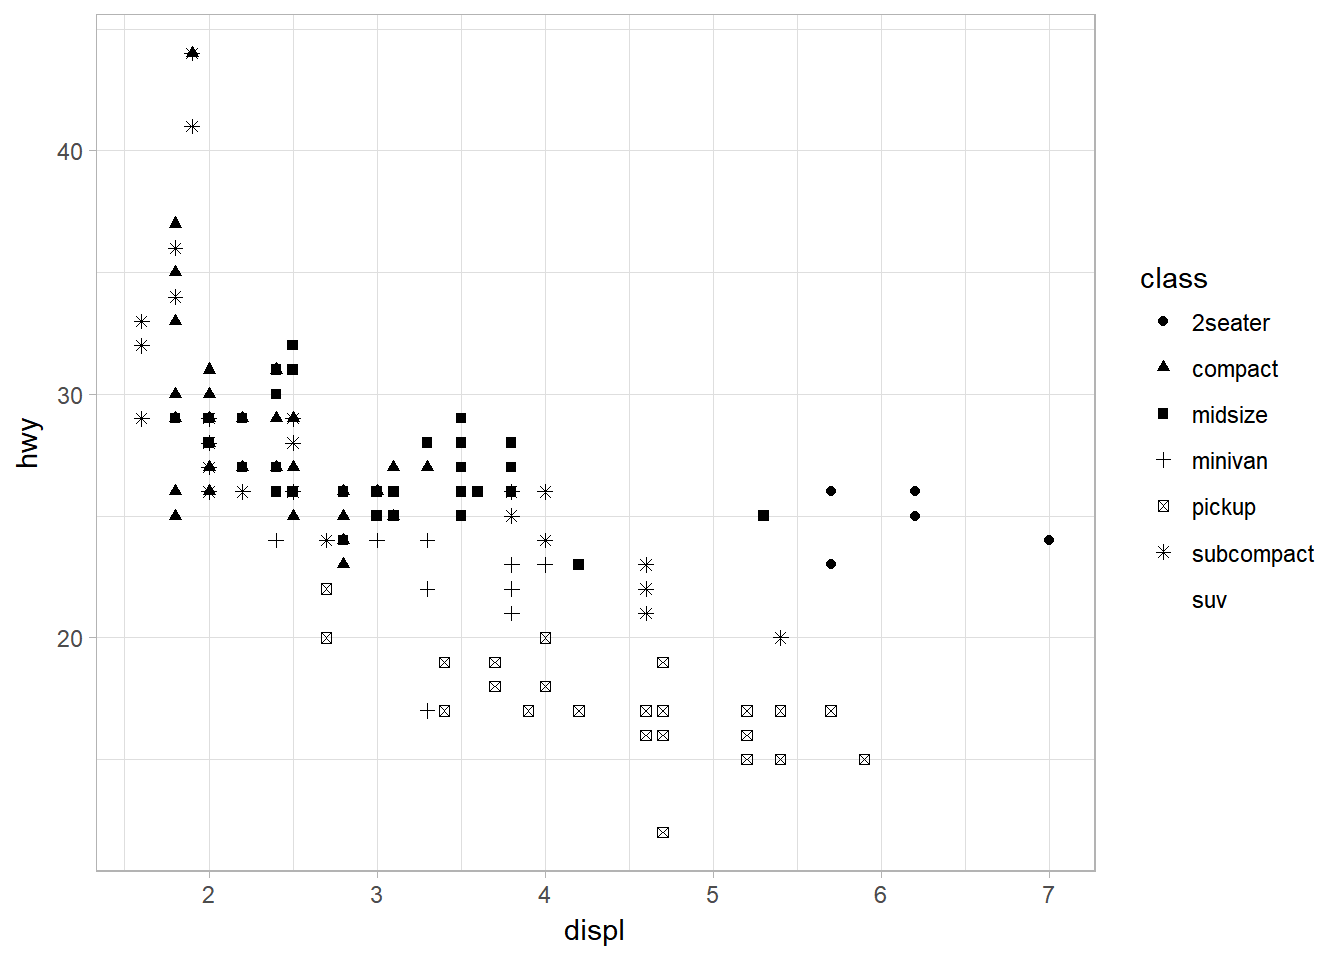 40
30
20
hwy
2 3 4 5 6 7
displ
class
2seater
compact
midsize
minivan
pickup
subcompact
suv